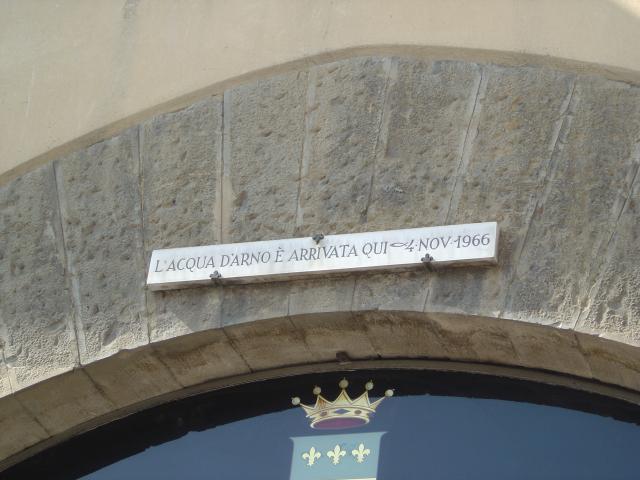 L'ACQUA D'ARNO È ARRIVATA QUI 4·NOV·1966